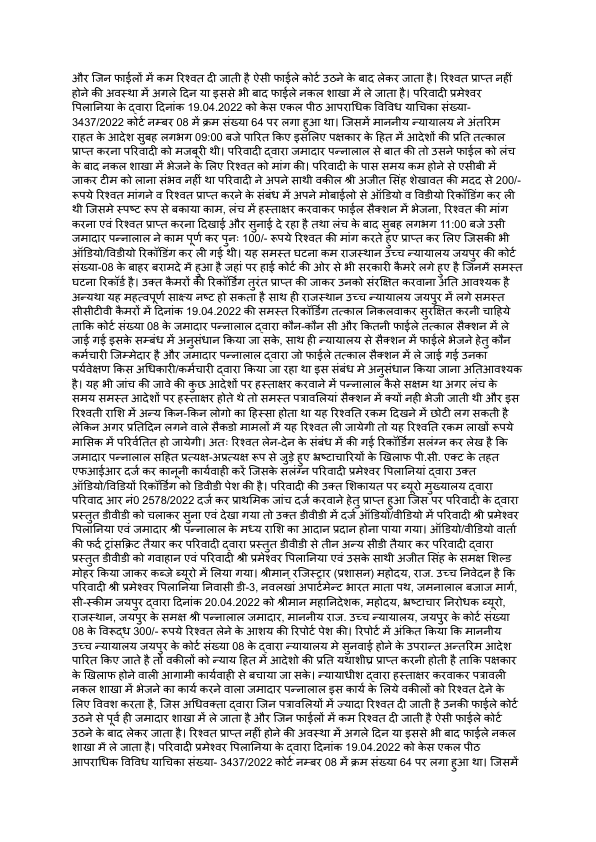 और जिन फाईलों में कम रिश्वत दी जाती है ऐसी फाईले कोर्ट उठने के बाद लेकर जाता है। रिश्वत प्राप्त नहीं
होने की अवस्था में अगले दिन या इससे भी बाद फाईले नकल शाखा में ले जाता है। परिवादी प्रमेश्वर
पिलानिया के द्वारा दिनांक 19.04.2022 को केस एकल पीठ आपराधिक विविध याचिका संख्या-
3437/2022 कोर्ट नम्बर 08 में क्रम संख्या 64 पर लगा हुआ था। जिसमें माननीय न्यायालय ने अंतरिम
राहत के आदेश सुबह लगभग 09:00 बजे पारित किए इसलिए पक्षकार के हित में आदेशों की प्रति तत्काल
प्राप्त करना परिवादी को मजबूरी थी। परिवादी द्वारा जमादार पन्नालाल से बात की तो उसने फाईल को लंच
के बाद नकल शाखा में भेजने के लिए रिश्वत को मांग की। परिवादी के पास समय कम होने से एसीबी में
जाकर टीम को लाना संभव नहीं था परिवादी ने अपने साथी वकील श्री अजीत सिंह शेखावत की मदद से 200/-
रूपये रिश्वत मांगने व रिश्वत प्राप्त करने के संबंध में अपने मोबाईलो से ऑडियो व विडीयो रिकॉर्डिंग कर ली
थी जिसमे स्पष्ट रूप से बकाया काम, लंच में हस्ताक्षर करवाकर फाईल सैक्शन में भेजना, रिश्वत की मांग
करना एवं रिश्वत प्राप्त करना दिखाई और सुनाई दे रहा है तथा लंच के बाद सुबह लगभग 11:00 बजे उसी
जमादार पन्नालाल ने काम पूर्ण कर पुनः 100/- रूपये रिश्वत की मांग करते हुए प्राप्त कर लिए जिसकी भी
ऑडियो/विडीयो रिकॉर्डिंग कर ली गई थी। यह समस्त घटना कम राजस्थान उच्च न्यायालय जयपुर की कोर्ट
संख्या-08 के बाहर बरामदे में हुआ है जहां पर हाई कोर्ट की ओर से भी सरकारी कैमरे लगे हुए है जिनमें समस्त
घटना रिकॉर्ड है। उक्त कैमरों की रिकॉर्डिंग तुरंत प्राप्त की जाकर उनको संरक्षित करवाना अति आवश्यक है
अन्यथा यह महत्वपूर्ण साक्ष्य नष्ट हो सकता है साथ ही राजस्थान उच्च न्यायालय जयपुर में लगे समस्त
सीसीटीवी कैमरों में दिनांक 19.04.2022 की समस्त रिकॉर्डिंग तत्काल निकलवाकर सुरक्षित करनी चाहिये
ताकि कोर्ट संख्या 08 के जमादार पन्नालाल द्वारा कौन-कौन सी और कितनी फाईले तत्काल सैक्शन में ले
जाई गई इसके सम्बंध में अनुसंधान किया जा सके, साथ ही न्यायालय से सैक्शन में फाईले भेजने हेतु कौन
कर्मचारी जिम्मेदार है और जमादार पन्नालाल द्वारा जो फाईले तत्काल सैक्शन में ले जाई गई उनका
पर्यवेक्षण किस अधिकारी/कर्मचारी द्वारा किया जा रहा था इस संबंध मे अनुसंधान किया जाना अतिआवश्यक
है। यह भी जांच की जावे की कुछ आदेशों पर हस्ताक्षर करवाने में पन्नालाल कैसे सक्षम था अगर लंच के
समय समस्त आदेशों पर हस्ताक्षर होते थे तो समस्त पत्रावलियां सैक्शन में क्यों नही भेजी जाती थी और इस
रिश्वती राशि में अन्य किन-किन लोगो का हिस्सा होता था यह रिश्वति रकम दिखने में छोटी लग सकती है
लेकिन अगर प्रतिदिन लगने वाले सैकडो मामलों में यह रिश्वत ली जायेगी तो यह रिश्वति रकम लाखों रूपये
मासिक में परिर्वतित हो जायेगी। अतः रिश्वत लेन-देन के संबंध में की गई रिकॉर्डिंग सलंग्न कर लेख है कि
जमादार पन्नालाल सहित प्रत्यक्ष-अप्रत्यक्ष रूप से जुडे हुए भ्रष्टाचारियों के खिलाफ पी.सी. एक्ट के तहत
एफआईआर दर्ज कर कानूनी कार्यवाही करें जिसके सलंग्न परिवादी प्रमेश्वर पिलानियां द्वारा उक्त
ऑडियो/विडियों रिकॉर्डिंग को डिवीडी पेश की है। परिवादी की उक्त शिकायत पर ब्यूरो मुख्यालय द्वारा
परिवाद आर नं0 2578/2022 दर्ज कर प्राथमिक जांच दर्ज करवाने हेतु प्राप्त हुआ जिस पर परिवादी के द्वारा
प्रस्तुत डीवीडी को चलाकर सुना एवं देखा गया तो उक्त डीवीडी में दर्ज ऑडियो/वीडियो में परिवादी श्री प्रमेश्वर
पिलानिया एवं जमादार श्री पन्नालाल के मध्य राशि का आदान प्रदान होना पाया गया। ऑडियो/वीडियो वार्ता
की फर्द ट्रांसक्रिट तैयार कर परिवादी द्वारा प्रस्तुत डीवीडी से तीन अन्य सीडी तैयार कर परिवादी द्वारा
प्रस्तुत डीवीडी को गवाहान एवं परिवादी श्री प्रमेश्वर पिलानिया एवं उसके साथी अजीत सिंह के समक्ष शिल्ड
मोहर किया जाकर कब्जे ब्यूरो में लिया गया। श्रीमान् रजिस्ट्रार (प्रशासन) महोदय, राज. उच्च निवेदन है कि
परिवादी श्री प्रमेश्वर पिलानिया निवासी डी-3, नवलखां अपार्टमेन्ट भारत माता पथ, जमनालाल बजाज मार्ग,
सी-स्कीम जयपुर द्वारा दिनांक 20.04.2022 को श्रीमान महानिदेशक, महोदय, भ्रष्टाचार निरोधक ब्यूरो,
राजस्थान, जयपुर के समक्ष श्री पन्नालाल जमादार, माननीय राज. उच्च न्यायालय, जयपुर के कोर्ट संख्या
08 के विरूद्ध 300/- रूपये रिश्वत लेने के आशय की रिपोर्ट पेश की। रिपोर्ट में अंकित किया कि माननीय
उच्च न्यायालय जयपुर के कोर्ट संख्या 08 के द्वारा न्यायालय मे सुनवाई होने के उपरान्त अन्तरिम आदेश
पारित किए जाते है तो वकीलों को न्याय हित में आदेशो की प्रति यथाशीघ्र प्राप्त करनी होती है ताकि पक्षकार
के खिलाफ होने वाली आगामी कार्यवाही से बचाया जा सके। न्यायाधीश द्वारा हस्ताक्षर करवाकर पत्रावली
नकल शाखा में भेजने का कार्य करने वाला जमादार पन्नालाल इस कार्य के लिये वकीलों को रिश्वत देने के
लिए विवश करता है, जिस अधिवक्ता द्वारा जिन पत्रावलियों में ज्यादा रिश्वत दी जाती है उनकी फाईले कोर्ट
उठने से पूर्व ही जमादार शाखा में ले जाता है और जिन फाईलों में कम रिश्वत दी जाती है ऐसी फाईले कोर्ट
उठने के बाद लेकर जाता है। रिश्वत प्राप्त नहीं होने की अवस्था में अगले दिन या इससे भी बाद फाईले नकल
शाखा में ले जाता है। परिवादी प्रमेश्वर पिलानिया के द्वारा दिनांक 19.04.2022 को केस एकल पीठ
आपराधिक विविध याचिका संख्या- 3437/2022 कोर्ट नम्बर 08 में क्रम संख्या 64 पर लगा हुआ था। जिसमें